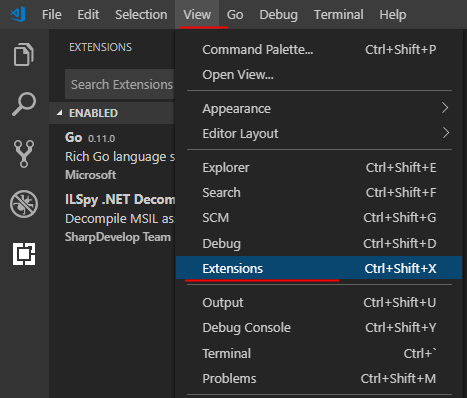 File Edit Selection View Go Debug Terminal Help
EXTENSIONS
Search Extensions
ENABLED
Go 0.11.0
Rich Go language s
Microsoft
ILSpy .NET Decom
Decompile MSIL as
SharpDevelop Team
Command Palette... Ctrl+Shift+P
Open View...
Appearance
Editor Layout
Explorer Ctrl+Shift+E
Search Ctrl+Shift+F
SCM Ctrl+Shift+G
Debug Ctrl+Shift+D
Extensions Ctrl+Shift+X
Output Ctrl+Shift+U
Debug Console Ctrl+Shift+Y
Terminal Ctrl+`
Problems Ctrl+Shift+M